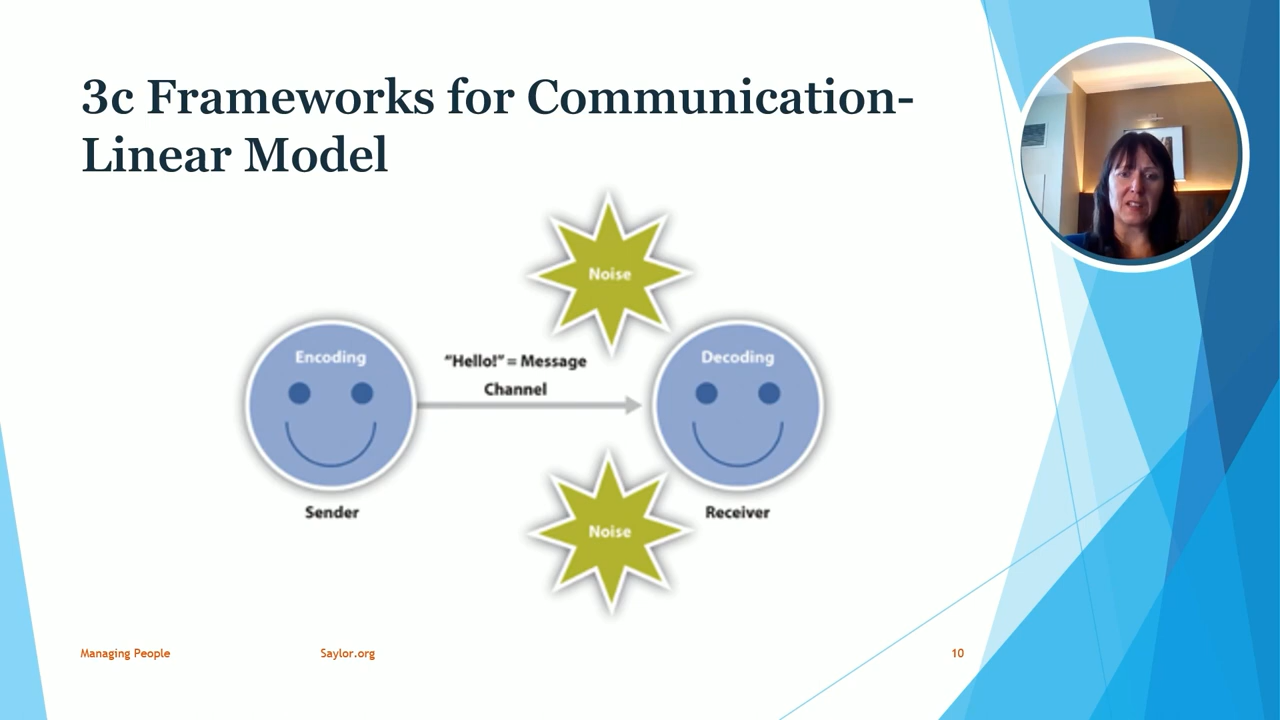 3c Frameworks for Communication-
Linear Model
Noise
Encoding
"Hello!" = Message
Channel
Decoding
Sender
Noise
Receiver
Managing People
Saylor.org
10